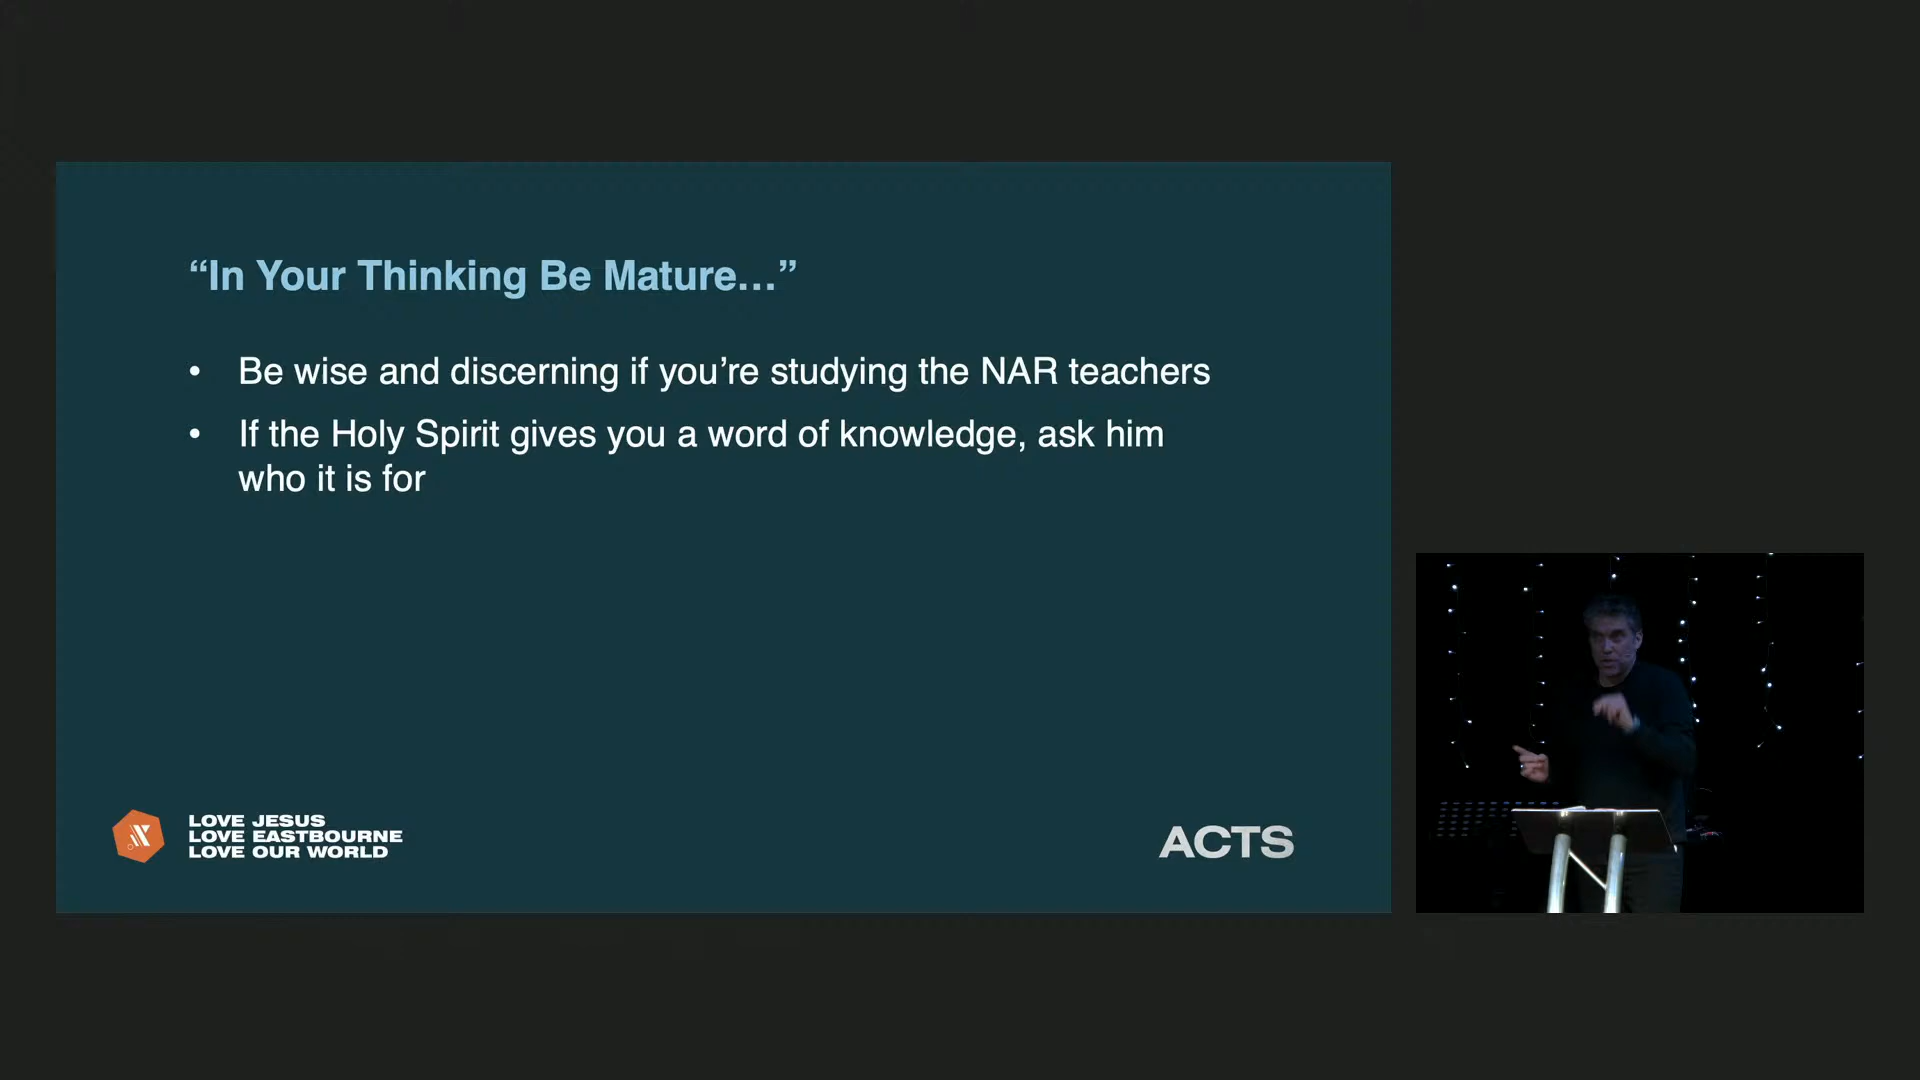 “In Your Thinking Be Mature…”
• Be wise and discerning if you’re studying the NAR teachers
• If the Holy Spirit gives you a word of knowledge, ask him
who it is for
LOVE JESUS
LOVE EASTBOURNE
LOVE OUR WORLD
ACTS